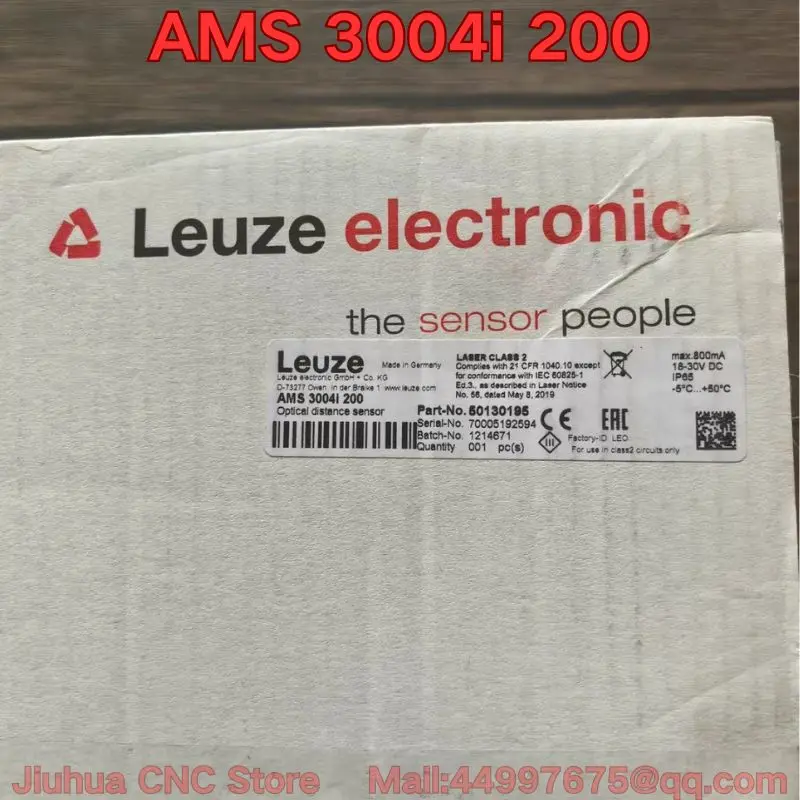 AMS 3004i 200
Leuze electronic
the sensor people
Leuze Made in Germany
Leuze electronic GmbH + Co. KG
D-73277 Owen In der Braike 1 www.leuze.com
AMS 3004i 200
Optical distance sensor
LASER CLASS 2
Complies with 21 CFR 1040.10 except
for conformance with IEC 60825-1
Ed.3., as described in Laser Notice
No. 56, dated May 8, 2019
Part-No. 50130195
Serial-No. 70005192594
Batch-No. 1214671
Quantity 001 pc(s)
CE
EAC
III
Factory-ID LEO
For use in class2 circuits only
max.800mA
18-30V DC
IP65
-5°C...+50°C
Jiuhua CNC Store Mail:44997675@qq.com